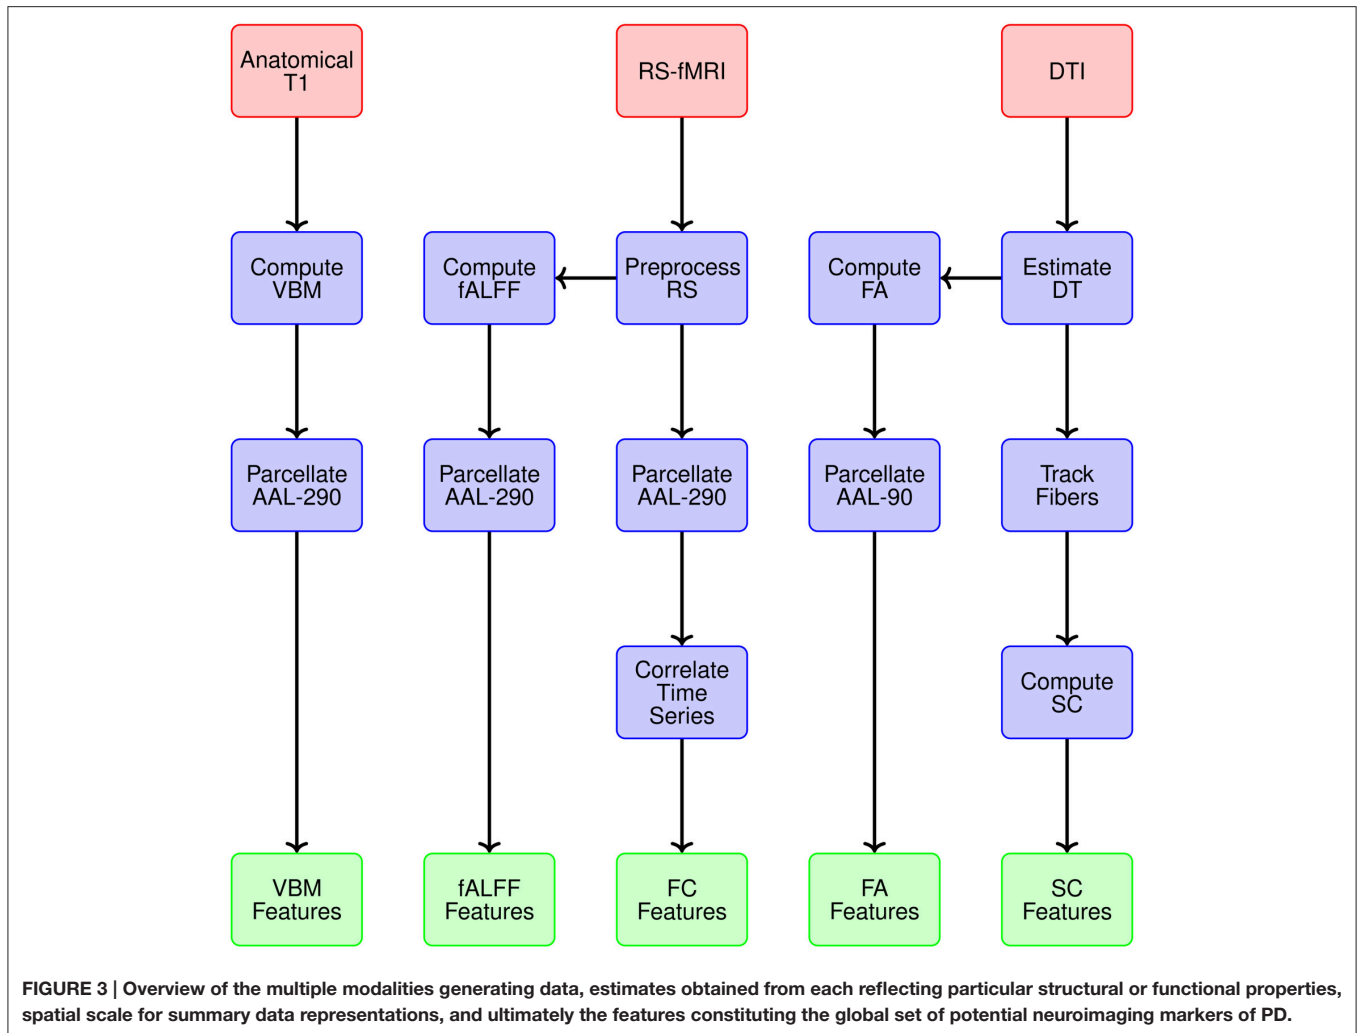 Anatomical
T1
RS-fMRI
DTI
Compute
VBM
Compute
fALFF
Preprocess
RS
Compute
FA
Estimate
DT
Parcellate
AAL-290
Parcellate
AAL-290
Parcellate
AAL-290
Parcellate
AAL-90
Track
Fibers
Correlate
Time
Series
Compute
SC
VBM
Features
fALFF
Features
FC
Features
FA
Features
SC
Features
FIGURE 3 | Overview of the multiple modalities generating data, estimates obtained from each reflecting particular structural or functional properties,
spatial scale for summary data representations, and ultimately the features constituting the global set of potential neuroimaging markers of PD.